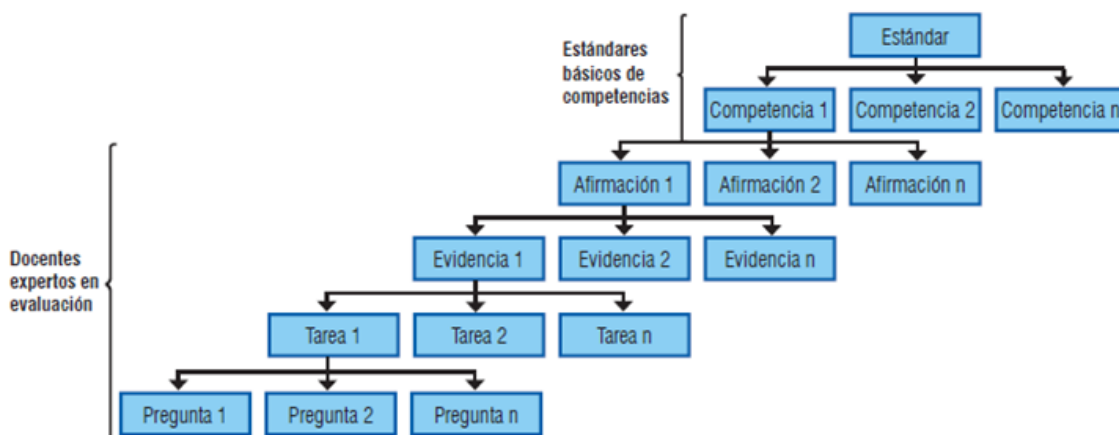 Estándares
básicos de
competencias
Estándar
Competencia 1
Competencia 2
Competencia n
Afirmación 1
Afirmación 2
Afirmación n
Docentes
expertos en
evaluación
Evidencia 1
Evidencia 2
Evidencia n
Tarea 1
Tarea 2
Tarea n
Pregunta 1
Pregunta 2
Pregunta n